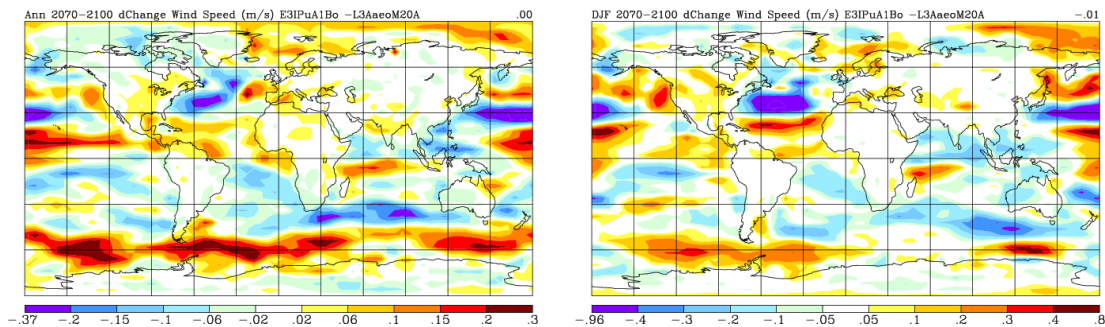 Ann 2070-2100 dChange Wind Speed (m/s) E3IPuA1Bo -L3AaeoM20A .00
-.37 -.2 -.15 -.1 -.06 -.02 .02 .06 .1 .15 .2 .3
DJF 2070-2100 dChange Wind Speed (m/s) E3IPuA1Bo -L3AaeoM20A -.01
-.96 -.4 -.3 -.2 -.1 -.05 .05 .1 .2 .3 .4 .8